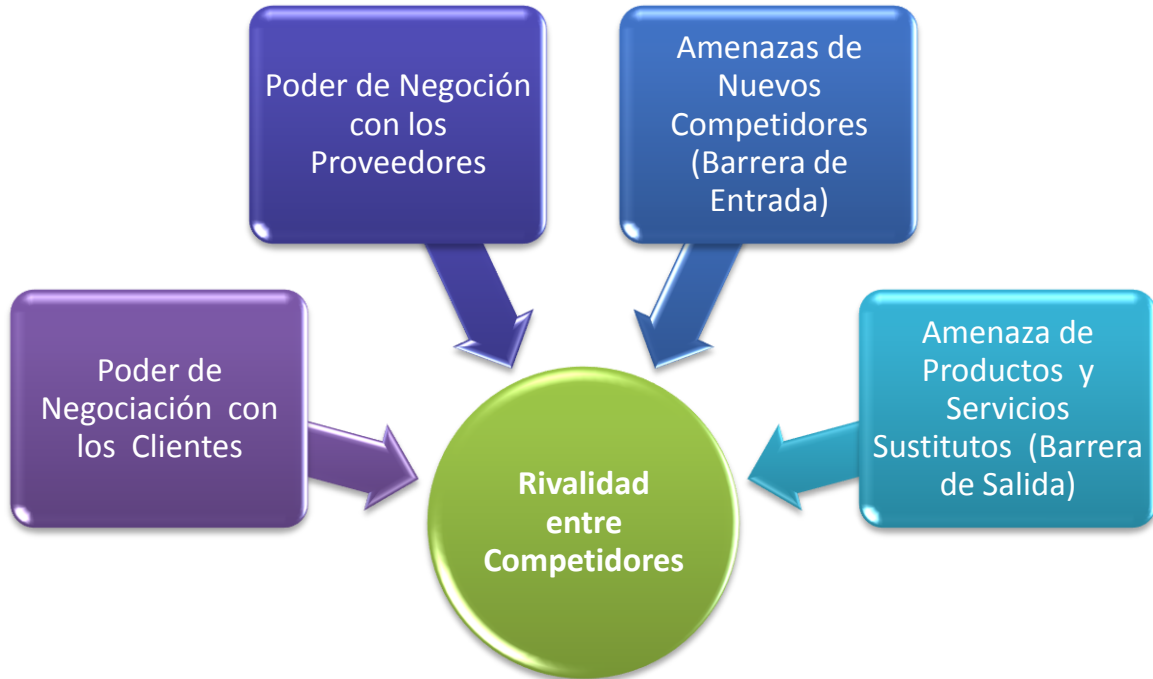 Poder de Negoción
con los
Proveedores
Amenazas de
Nuevos
Competidores
(Barrera de
Entrada)
Poder de
Negociación con
los Clientes
Amenaza de
Productos y
Servicios
Sustitutos (Barrera
de Salida)
Rivalidad
entre
Competidores